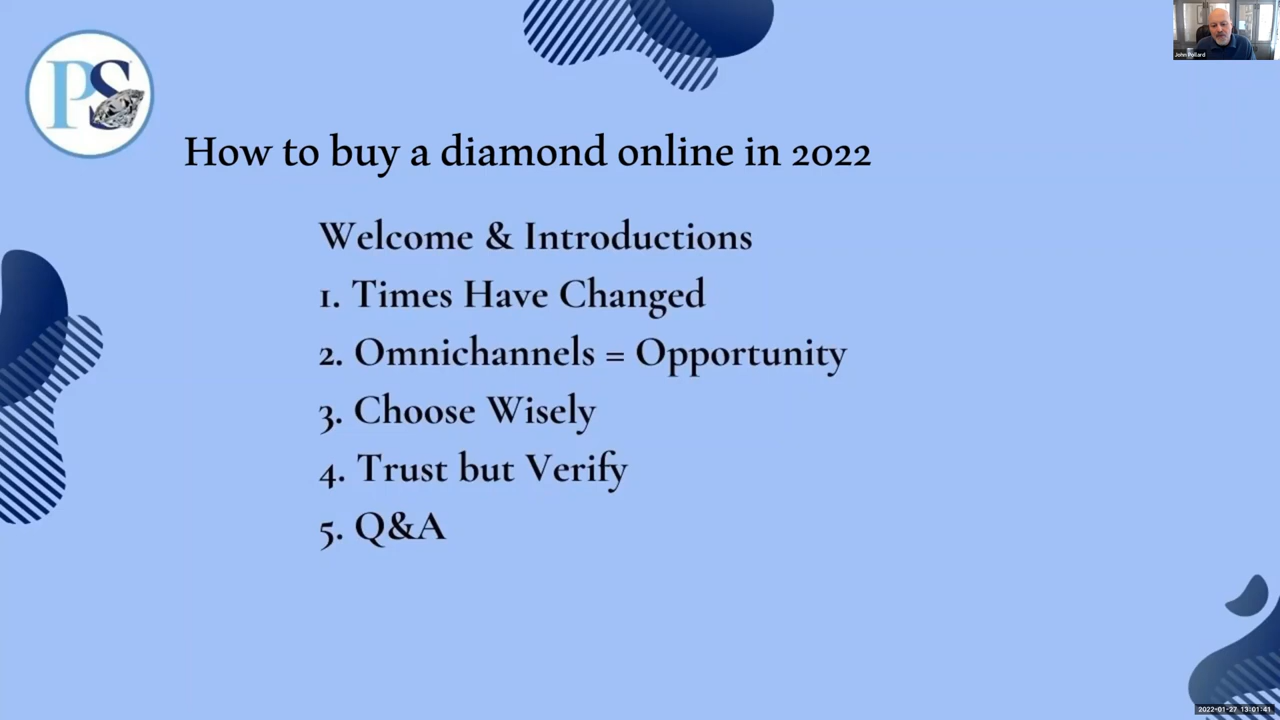 PS
John Pollard
How to buy a diamond online in 2022
Welcome & Introductions
1. Times Have Changed
2. Omnichannels = Opportunity
3. Choose Wisely
4. Trust but Verify
5. Q&A
2022-01-27 13:01:41